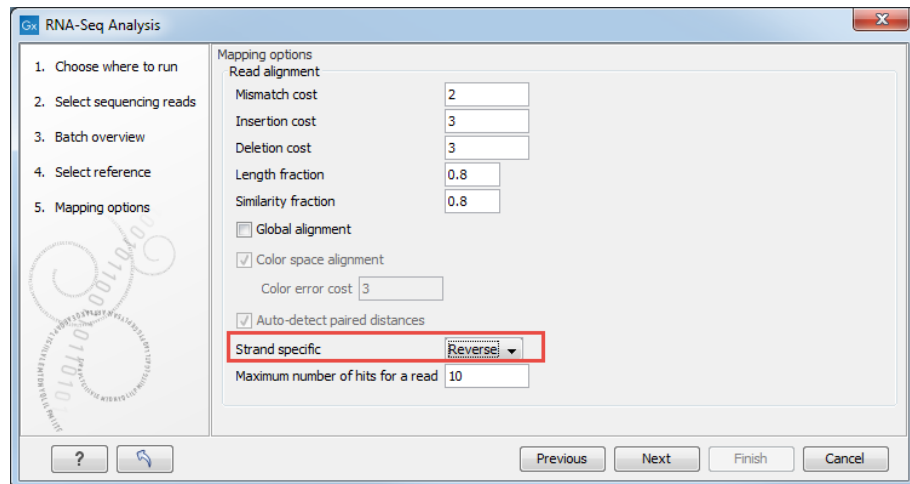 Gx RNA-Seq Analysis
1. Choose where to run
2. Select sequencing reads
3. Batch overview
4. Select reference
5. Mapping options
Mapping options
Read alignment
Mismatch cost 2
Insertion cost 3
Deletion cost 3
Length fraction 0.8
Similarity fraction 0.8
Global alignment
Color space alignment
Color error cost 3
Auto-detect paired distances
Strand specific Reverse
Maximum number of hits for a read 10
? Previous Next Finish Cancel